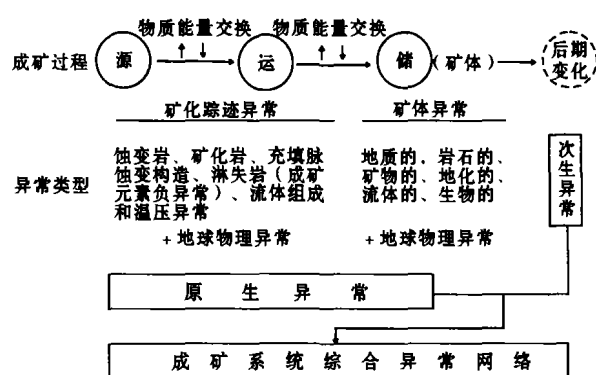 物质能量交换 物质能量交换
成矿过程 源 运 储 (矿体) 后期
变化
矿化踪迹异常 矿体异常
异常类型
蚀变岩、矿化岩、充填脉
蚀变构造、淋失岩(成矿
元素负异常)、流体组成
和温压异常
+地球物理异常
地质的,岩石的、
矿物的、地化的、
流体的、生物的
+地球物理异常
次生异常
原生异常
成矿系统综合异常网络